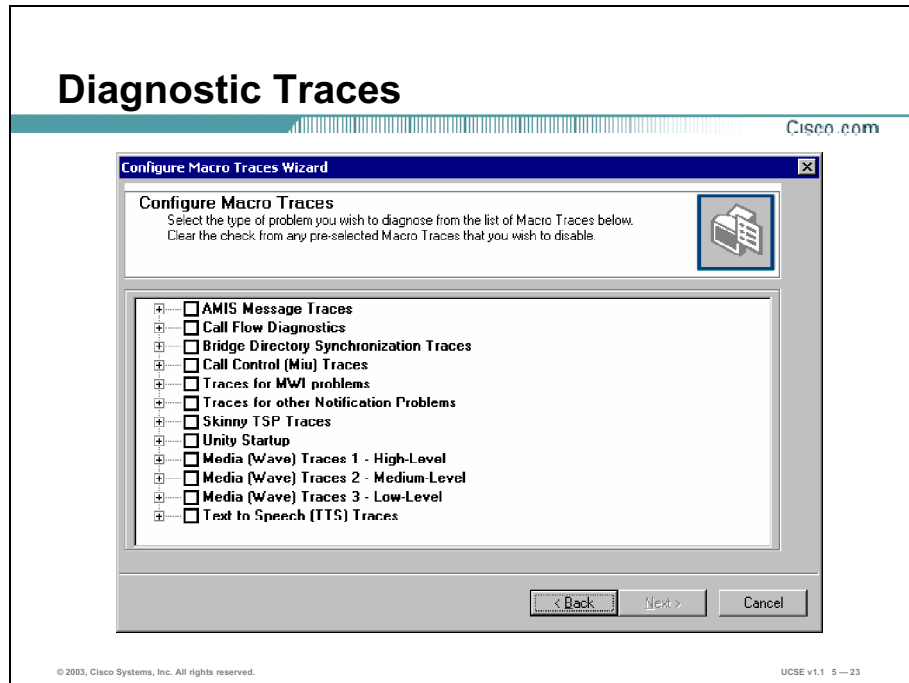 Diagnostic Traces
Cisco.com
Configure Macro Traces Wizard
Configure Macro Traces
Select the type of problem you wish to diagnose from the list of Macro Traces below.
Clear the check from any pre-selected Macro Traces that you wish to disable.
AMIS Message Traces
Call Flow Diagnostics
Bridge Directory Synchronization Traces
Call Control (Miu) Traces
Traces for MWI problems
Traces for other Notification Problems
Skinny TSP Traces
Unity Startup
Media (Wave) Traces 1 - High-Level
Media (Wave) Traces 2 - Medium-Level
Media (Wave) Traces 3 - Low-Level
Text to Speech (TTS) Traces
< Back
Next >
Cancel
© 2003, Cisco Systems, Inc. All rights reserved.
UCSE v1.1 5 — 23